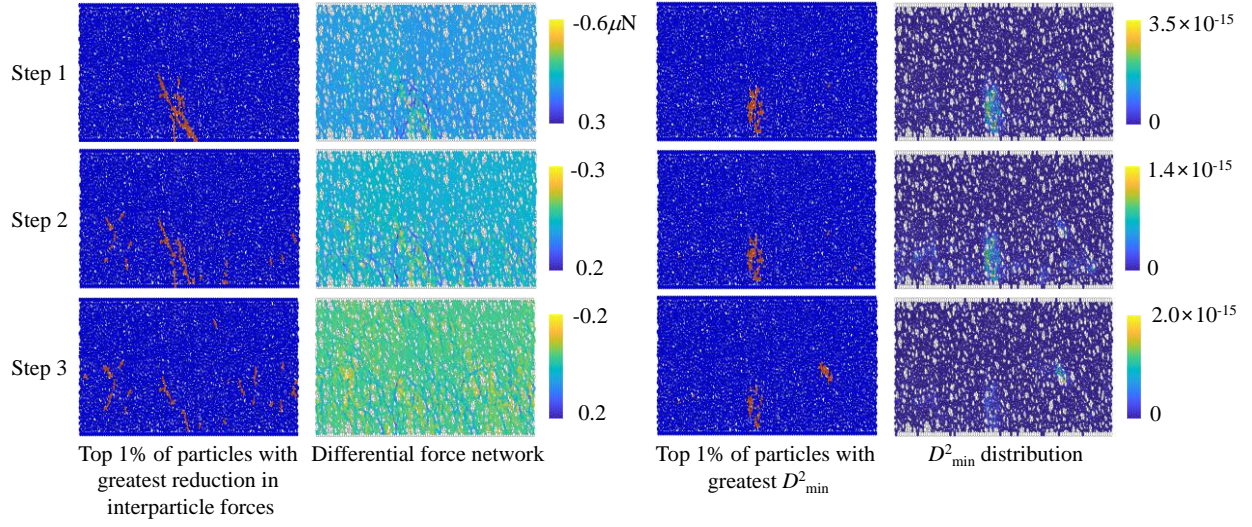 -0.6μN
3.5×10-15
Step 1
0.3
0
-0.3
1.4×10-15
Step 2
0.2
0
-0.2
2.0×10-15
Step 3
0.2
0
Top 1% of particles with
greatest reduction in
interparticle forces
Differential force network
Top 1% of particles with
greatest D2min
D2min distribution